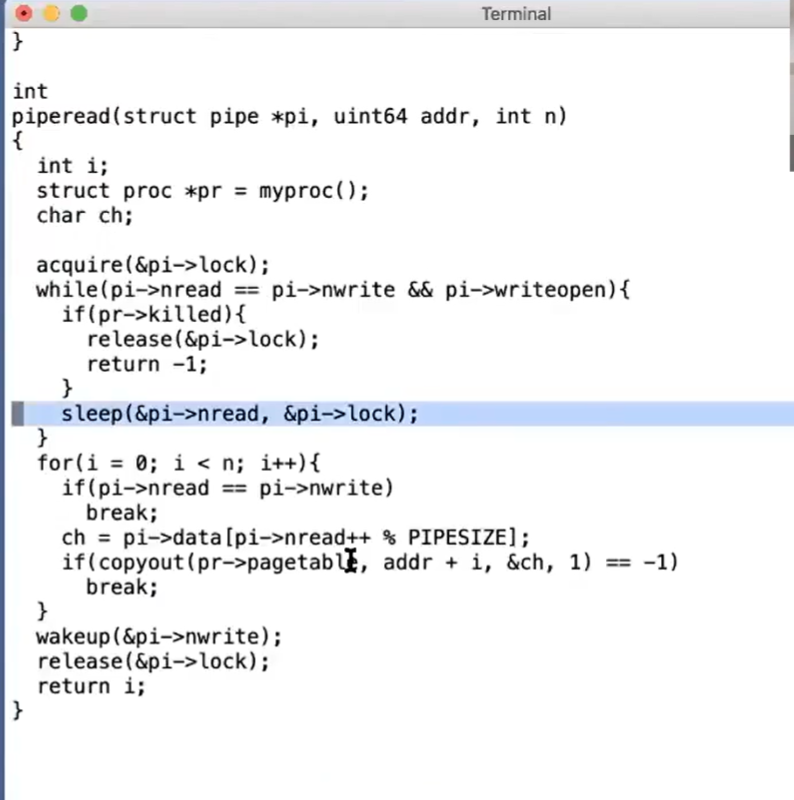 Terminal
}
int
piperead(struct pipe *pi, uint64 addr, int n)
{
  int i;
  struct proc *pr = myproc();
  char ch;

  acquire(&pi->lock);
  while(pi->nread == pi->nwrite && pi->writeopen){
    if(pr->killed){
      release(&pi->lock);
      return -1;
    }
    sleep(&pi->nread, &pi->lock);
  }
  for(i = 0; i < n; i++){
    if(pi->nread == pi->nwrite)
      break;
    ch = pi->data[pi->nread++ % PIPESIZE];
    if(copyout(pr->pagetable, addr + i, &ch, 1) == -1)
      break;
  }
  wakeup(&pi->nwrite);
  release(&pi->lock);
  return i;
}